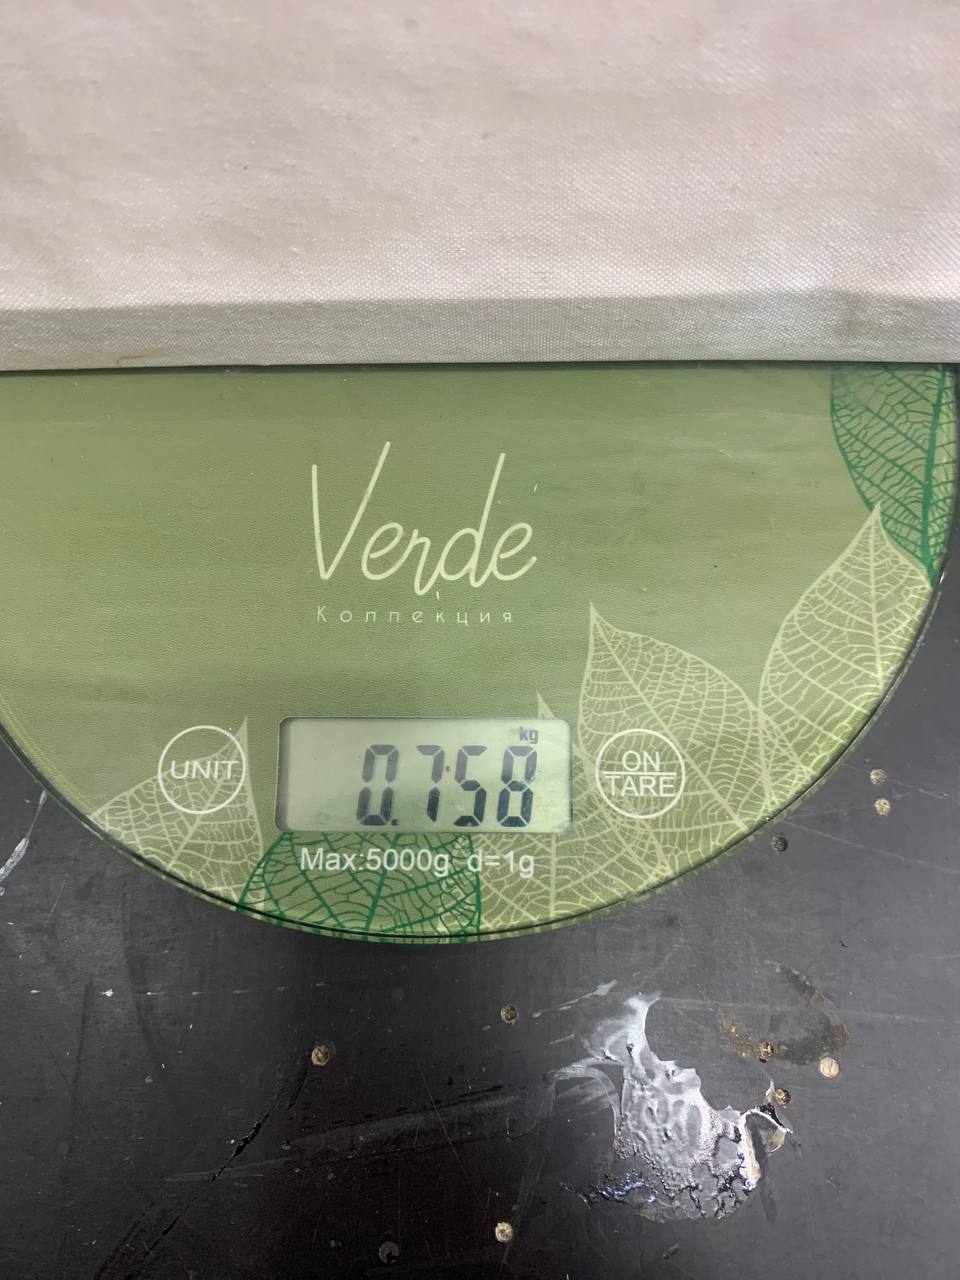 Verde
Коллекция
kg
UNIT
0.758
ON
TARE
Max:5000g d=1g